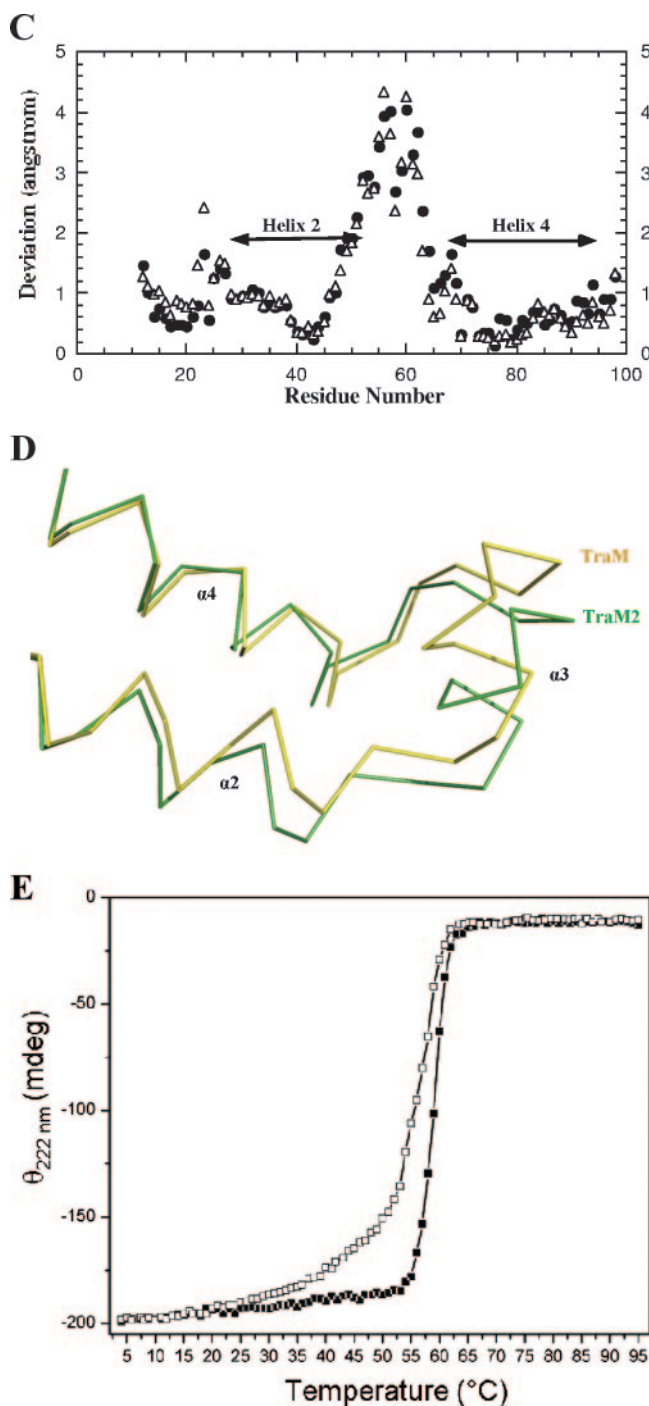 C
5
5
4
4
3
3
2
2
1
1
0
0
Deviation (angstrom)
Helix 2
Helix 4
0
20
40
60
80
100
Residue Number
D
TraM
TraM2
α4
α3
α2
E
0
-50
-100
-150
-200
θ222 nm (mdeg)
5 10 15 20 25 30 35 40 45 50 55 60 65 70 75 80 85 90 95
Temperature (°C)